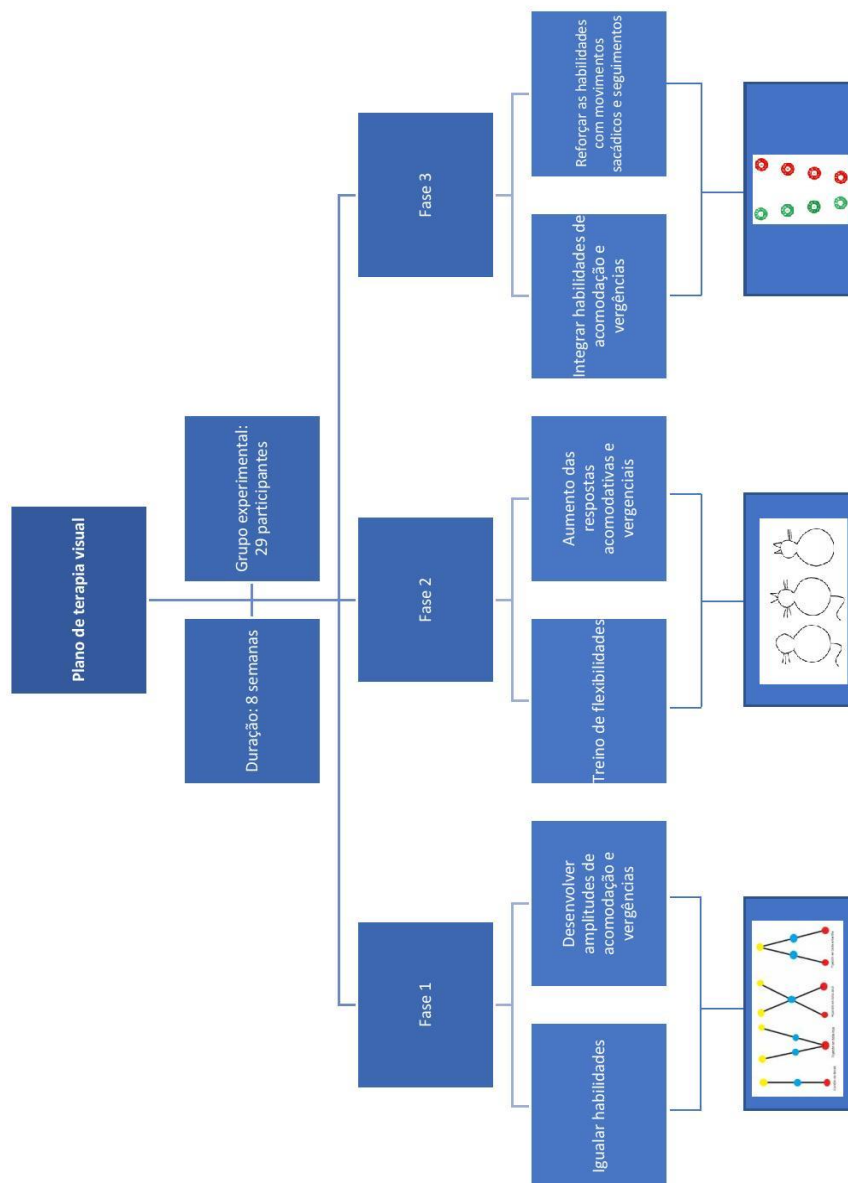 Plano de terapia visual
Duração: 8 semanas
Grupo experimental:
29 participantes
Fase 1
Fase 2
Fase 3
Igualar habilidades
Desenvolver
amplitudes de
acomodação e
vergências
Treino de flexibilidades
Aumento das
respostas
acomodativas e
vergenciais
Integrar habilidades de
acomodação e
vergências
Reforçar as habilidades
com movimentos
sacádicos e seguimentos